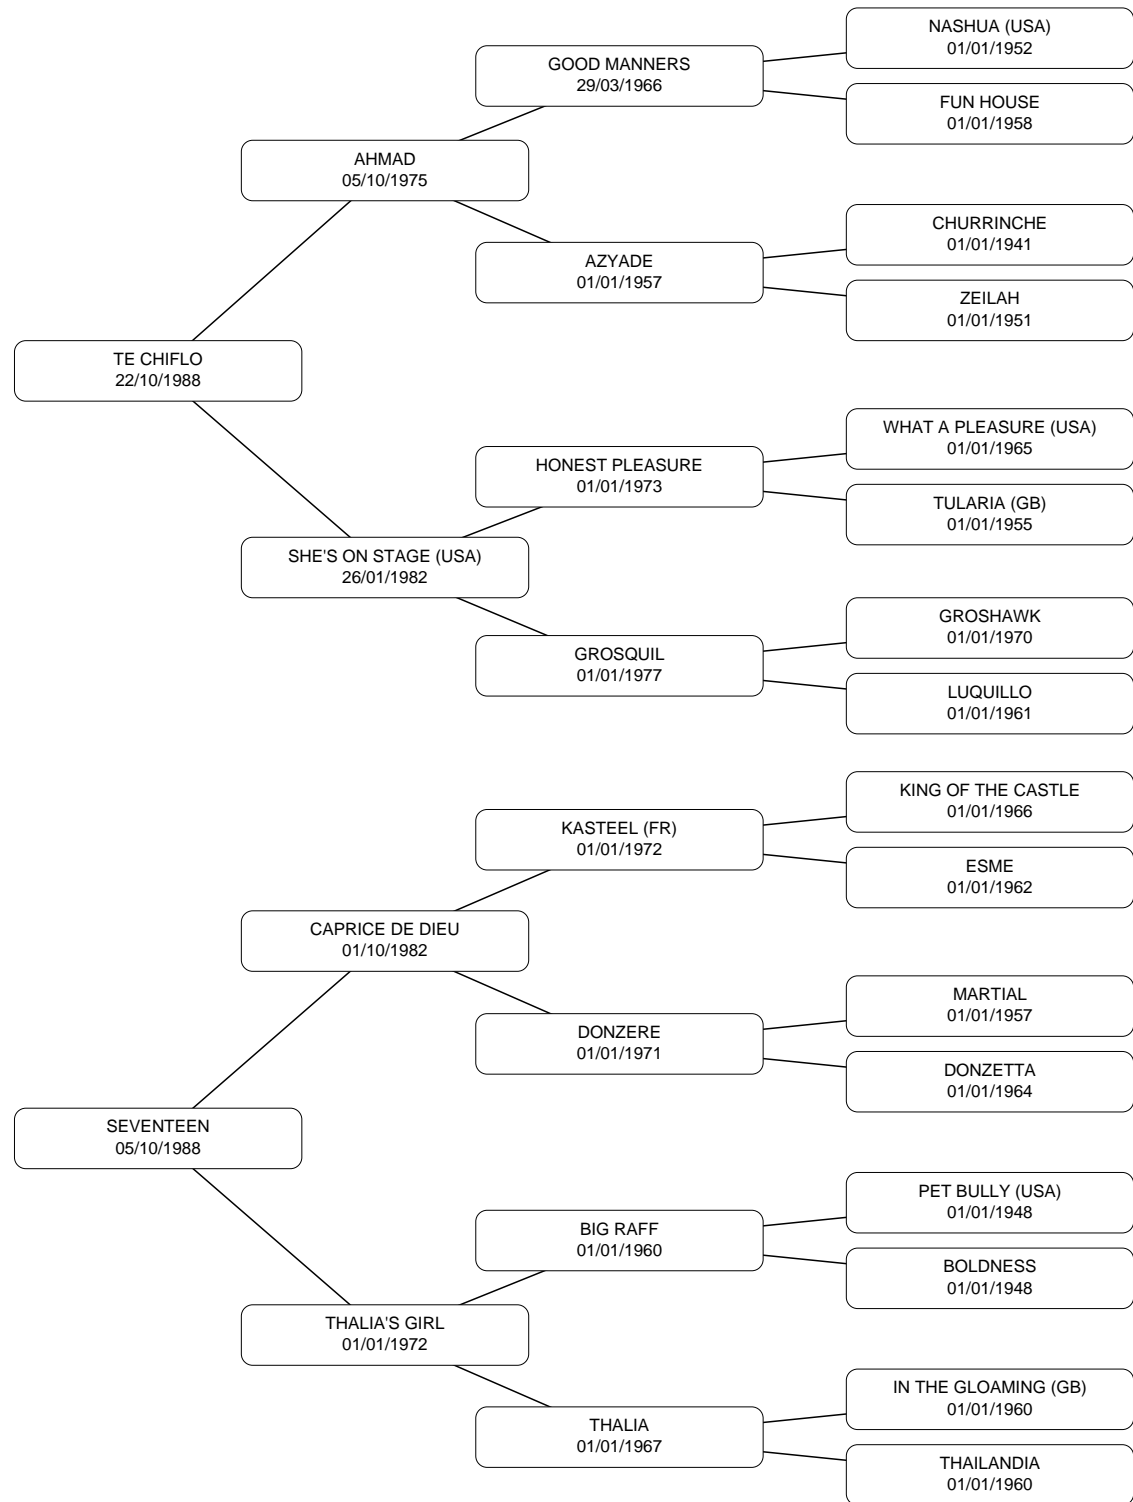 NASHUA (USA)
01/01/1952
GOOD MANNERS
29/03/1966
FUN HOUSE
01/01/1958
AHMAD
05/10/1975
CHURRINCHE
01/01/1941
AZYADE
01/01/1957
ZEILAH
01/01/1951
TE CHIFLO
22/10/1988
WHAT A PLEASURE (USA)
01/01/1965
HONEST PLEASURE
01/01/1973
TULARIA (GB)
01/01/1955
SHE'S ON STAGE (USA)
26/01/1982
GROSHAWK
01/01/1970
GROSQUIL
01/01/1977
LUQUILLO
01/01/1961
KING OF THE CASTLE
01/01/1966
KASTEEL (FR)
01/01/1972
ESME
01/01/1962
CAPRICE DE DIEU
01/10/1982
MARTIAL
01/01/1957
DONZERE
01/01/1971
DONZETTA
01/01/1964
SEVENTEEN
05/10/1988
PET BULLY (USA)
01/01/1948
BIG RAFF
01/01/1960
BOLDNESS
01/01/1948
THALIA'S GIRL
01/01/1972
IN THE GLOAMING (GB)
01/01/1960
THALIA
01/01/1967
THAILANDIA
01/01/1960